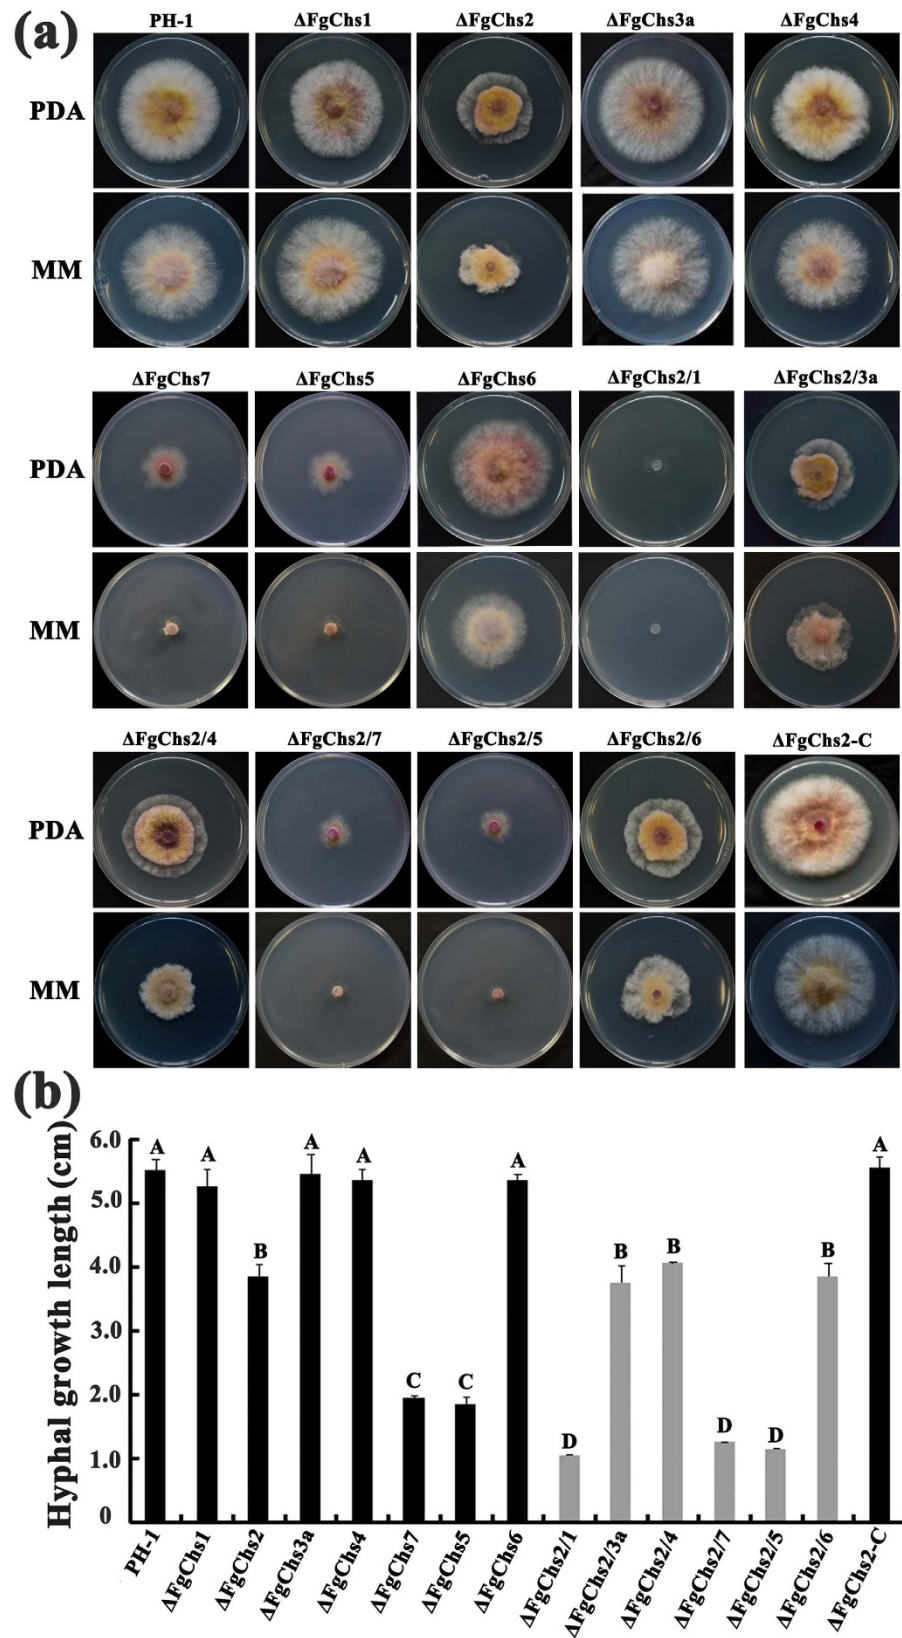 (a)
PH-1 ΔFgChs1 ΔFgChs2 ΔFgChs3a ΔFgChs4
PDA
MM
ΔFgChs7 ΔFgChs5 ΔFgChs6 ΔFgChs2/1 ΔFgChs2/3a
PDA
MM
ΔFgChs2/4 ΔFgChs2/7 ΔFgChs2/5 ΔFgChs2/6 ΔFgChs2-C
PDA
MM
(b)
Hyphal growth length (cm)
6.0
5.0
4.0
3.0
2.0
1.0
0
A A B A A C C A D B B D D B A
PH-1 ΔFgChs1 ΔFgChs2 ΔFgChs3a ΔFgChs4 ΔFgChs7 ΔFgChs5 ΔFgChs6 ΔFgChs2/1 ΔFgChs2/3a ΔFgChs2/4 ΔFgChs2/7 ΔFgChs2/5 ΔFgChs2/6 ΔFgChs2-C